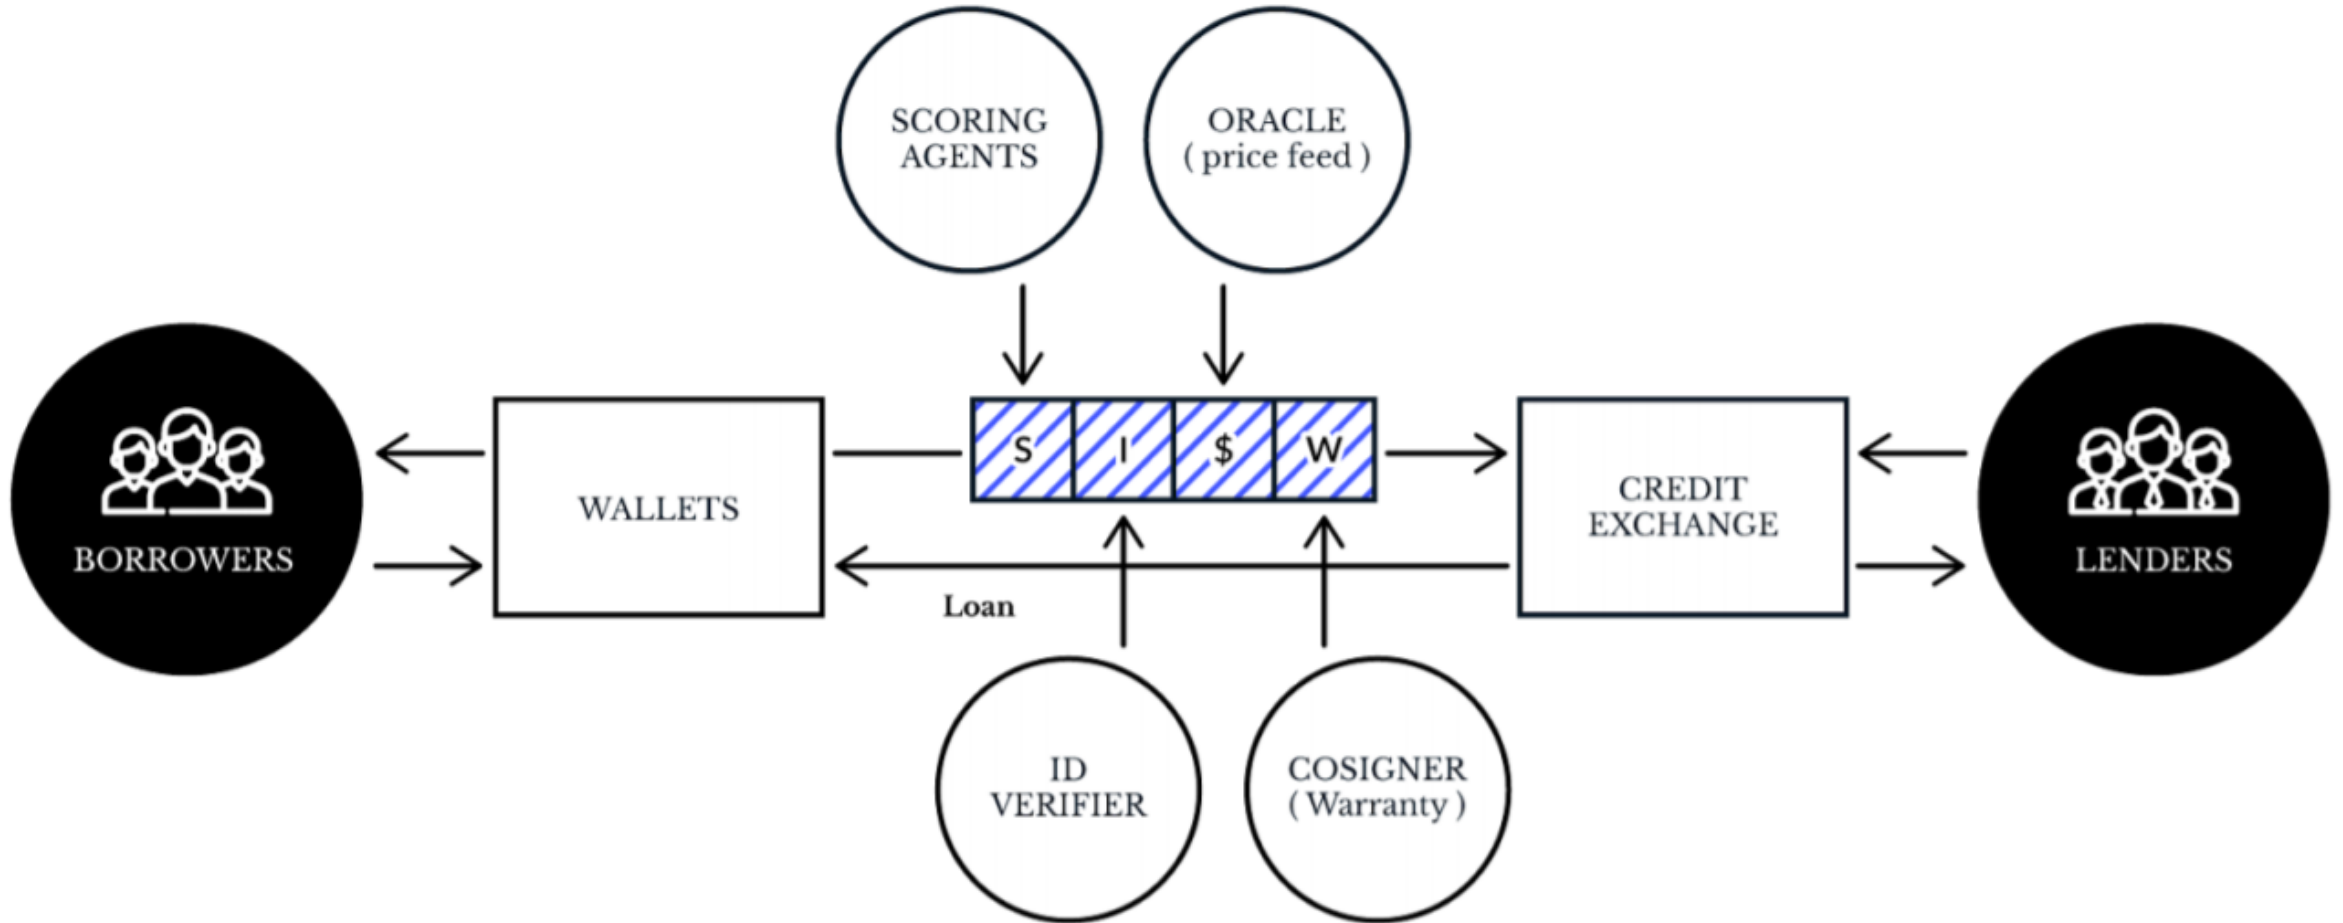 SCORING
AGENTS
ORACLE
( price feed )
BORROWERS
WALLETS
S
I
$
W
CREDIT
EXCHANGE
LENDERS
Loan
ID
VERIFIER
COSIGNER
( Warranty )